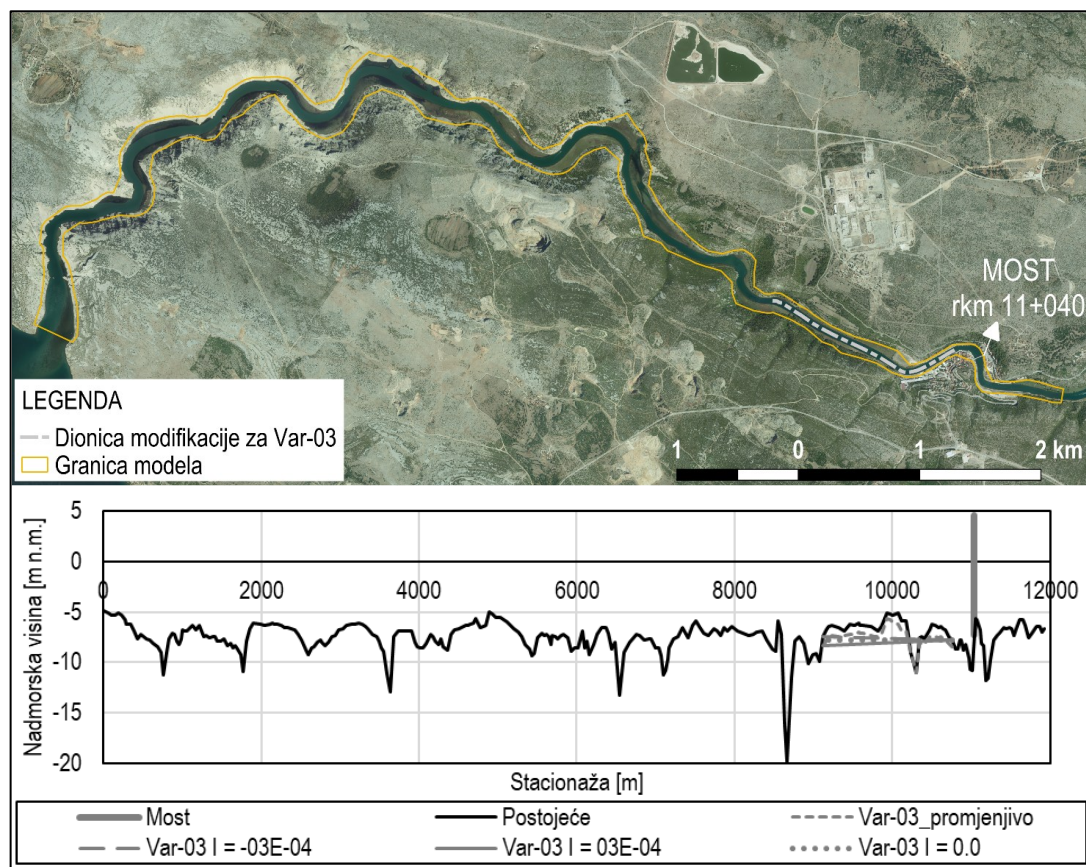 MOST
rkm 11+040
LEGENDA
Dionica modifikacije za Var-03
Granica modela
1 0 1 2 km
Nadmorska visina [m n.m.]
5
0
-5
-10
-15
-20
0 2000 4000 6000 8000 10000 12000
Stacionaža [m]
Most Postojeće Var-03_promjenjivo
Var-03 I = -03E-04 Var-03 I = 03E-04 Var-03 I = 0.0